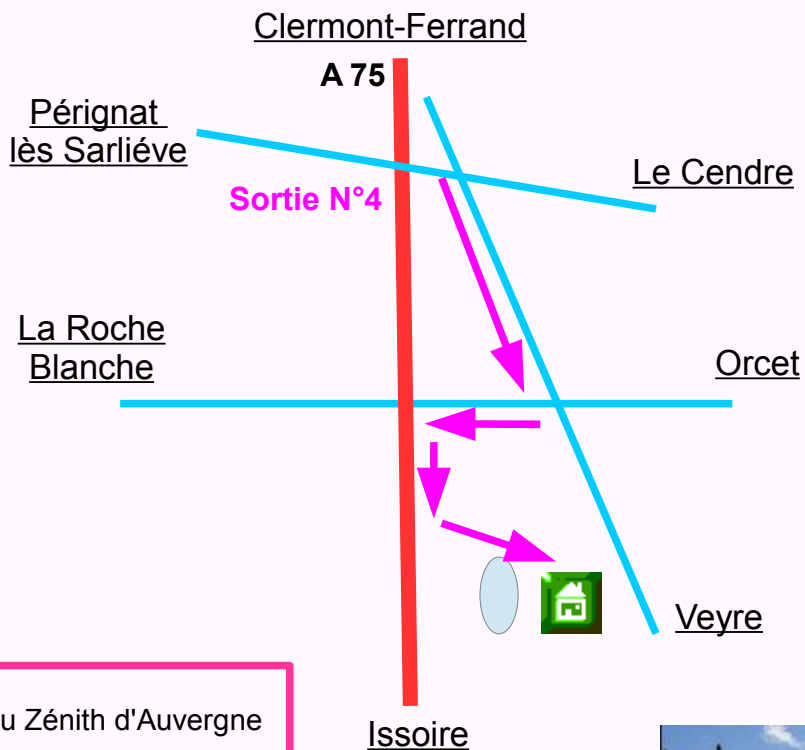 Clermont-Ferrand
A 75
Pérignat
lès Sarliéve
Le Cendre
Sortie N°4
La Roche
Blanche
Orcet
Veyre
u Zénith d'Auvergne
Issoire